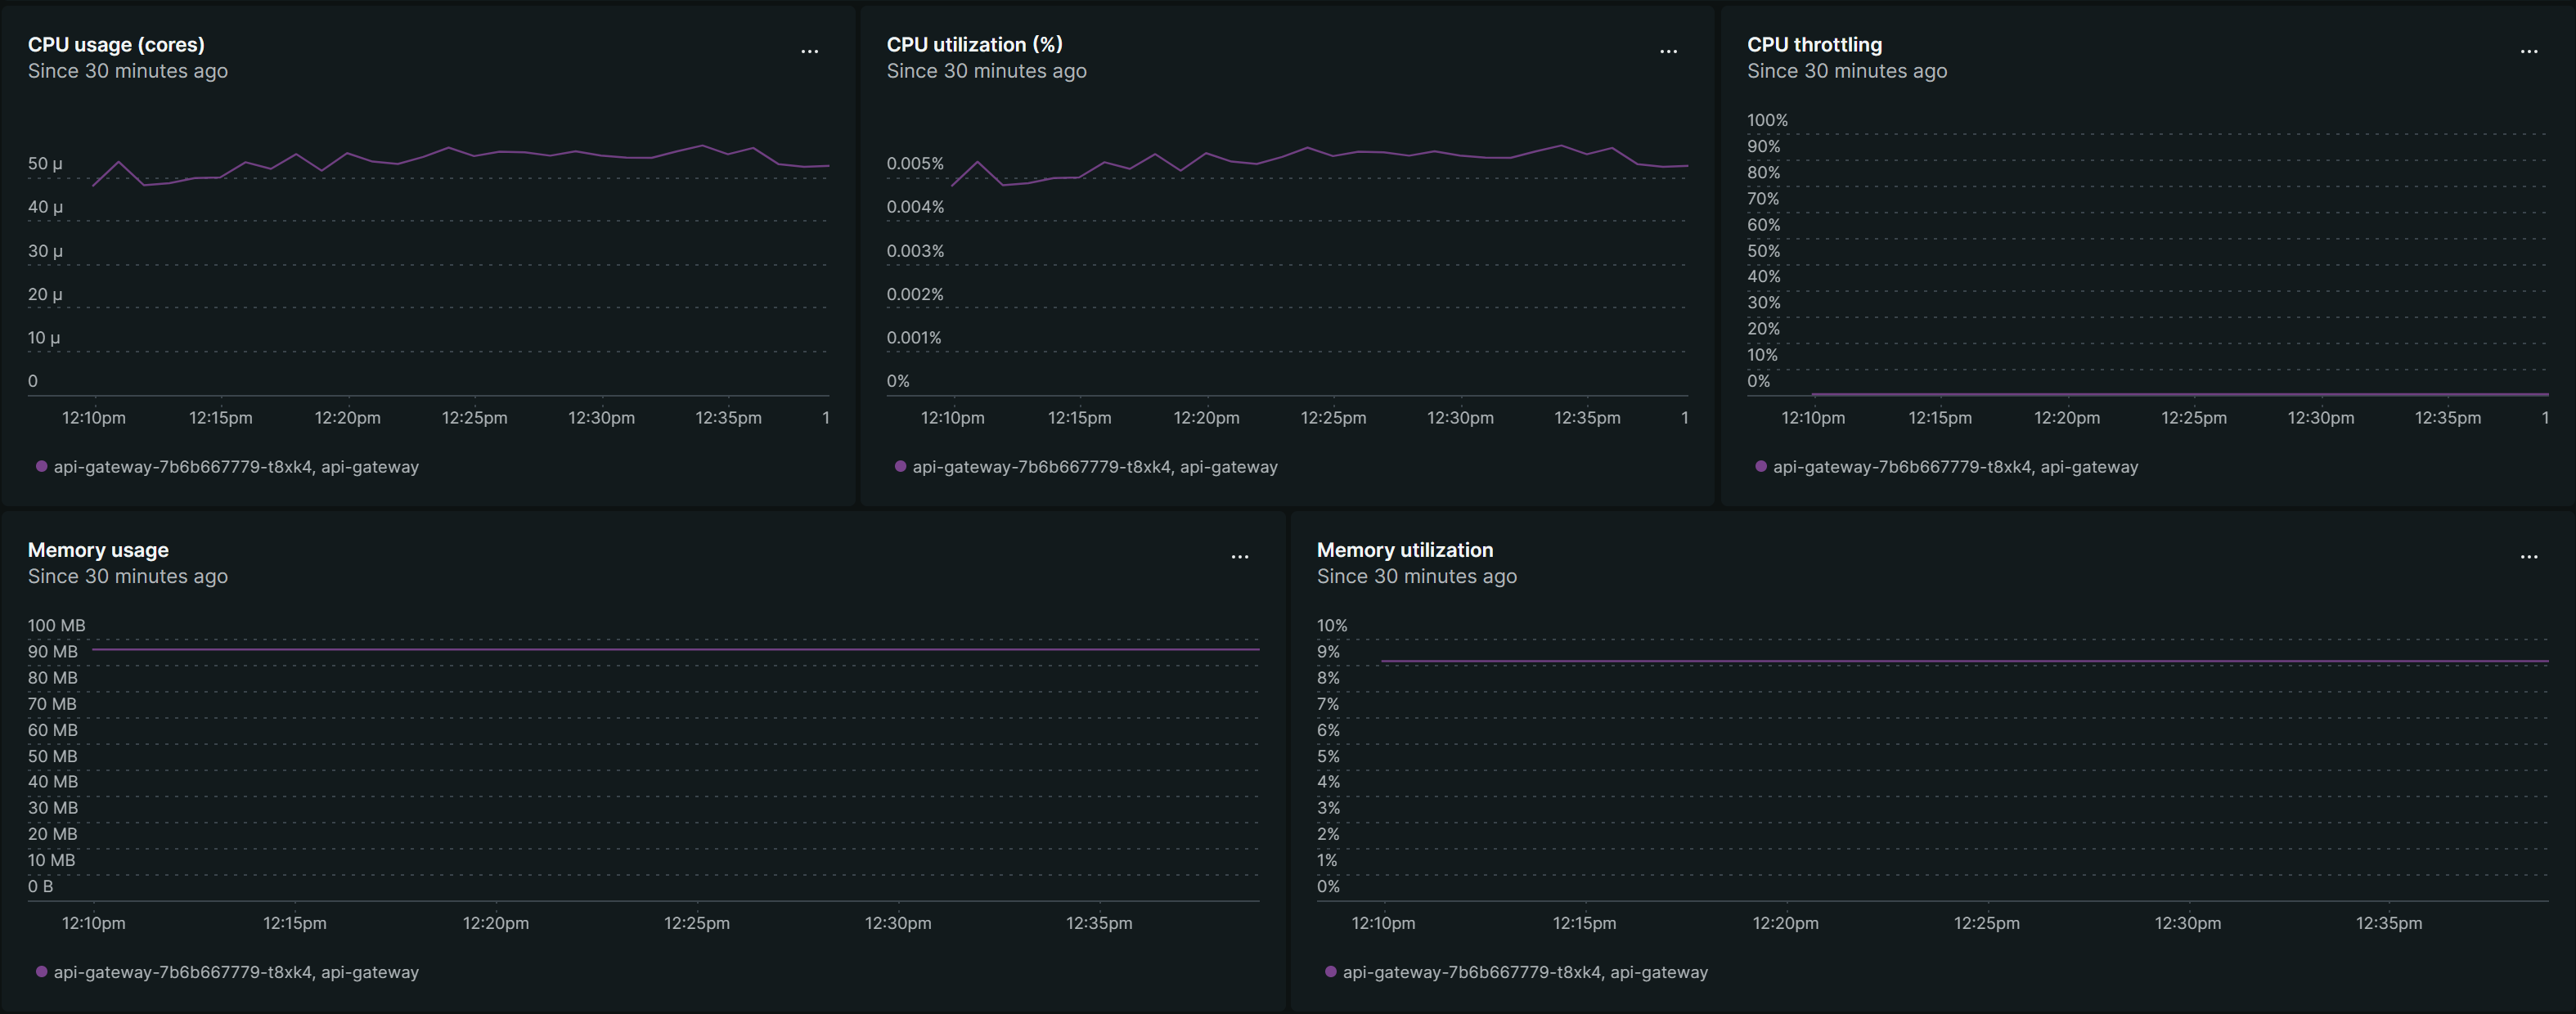 CPU usage (cores)
Since 30 minutes ago
...
50 µ
40 µ
30 µ
20 µ
10 µ
0
12:10pm 12:15pm 12:20pm 12:25pm 12:30pm 12:35pm 1
api-gateway-7b6b667779-t8xk4, api-gateway
CPU utilization (%)
Since 30 minutes ago
...
0.005%
0.004%
0.003%
0.002%
0.001%
0%
12:10pm 12:15pm 12:20pm 12:25pm 12:30pm 12:35pm 1
api-gateway-7b6b667779-t8xk4, api-gateway
CPU throttling
Since 30 minutes ago
...
100%
90%
80%
70%
60%
50%
40%
30%
20%
10%
0%
12:10pm 12:15pm 12:20pm 12:25pm 12:30pm 12:35pm 1
api-gateway-7b6b667779-t8xk4, api-gateway
Memory usage
Since 30 minutes ago
...
100 MB
90 MB
80 MB
70 MB
60 MB
50 MB
40 MB
30 MB
20 MB
10 MB
0 B
12:10pm 12:15pm 12:20pm 12:25pm 12:30pm 12:35pm
api-gateway-7b6b667779-t8xk4, api-gateway
Memory utilization
Since 30 minutes ago
...
10%
9%
8%
7%
6%
5%
4%
3%
2%
1%
0%
12:10pm 12:15pm 12:20pm 12:25pm 12:30pm 12:35pm
api-gateway-7b6b667779-t8xk4, api-gateway